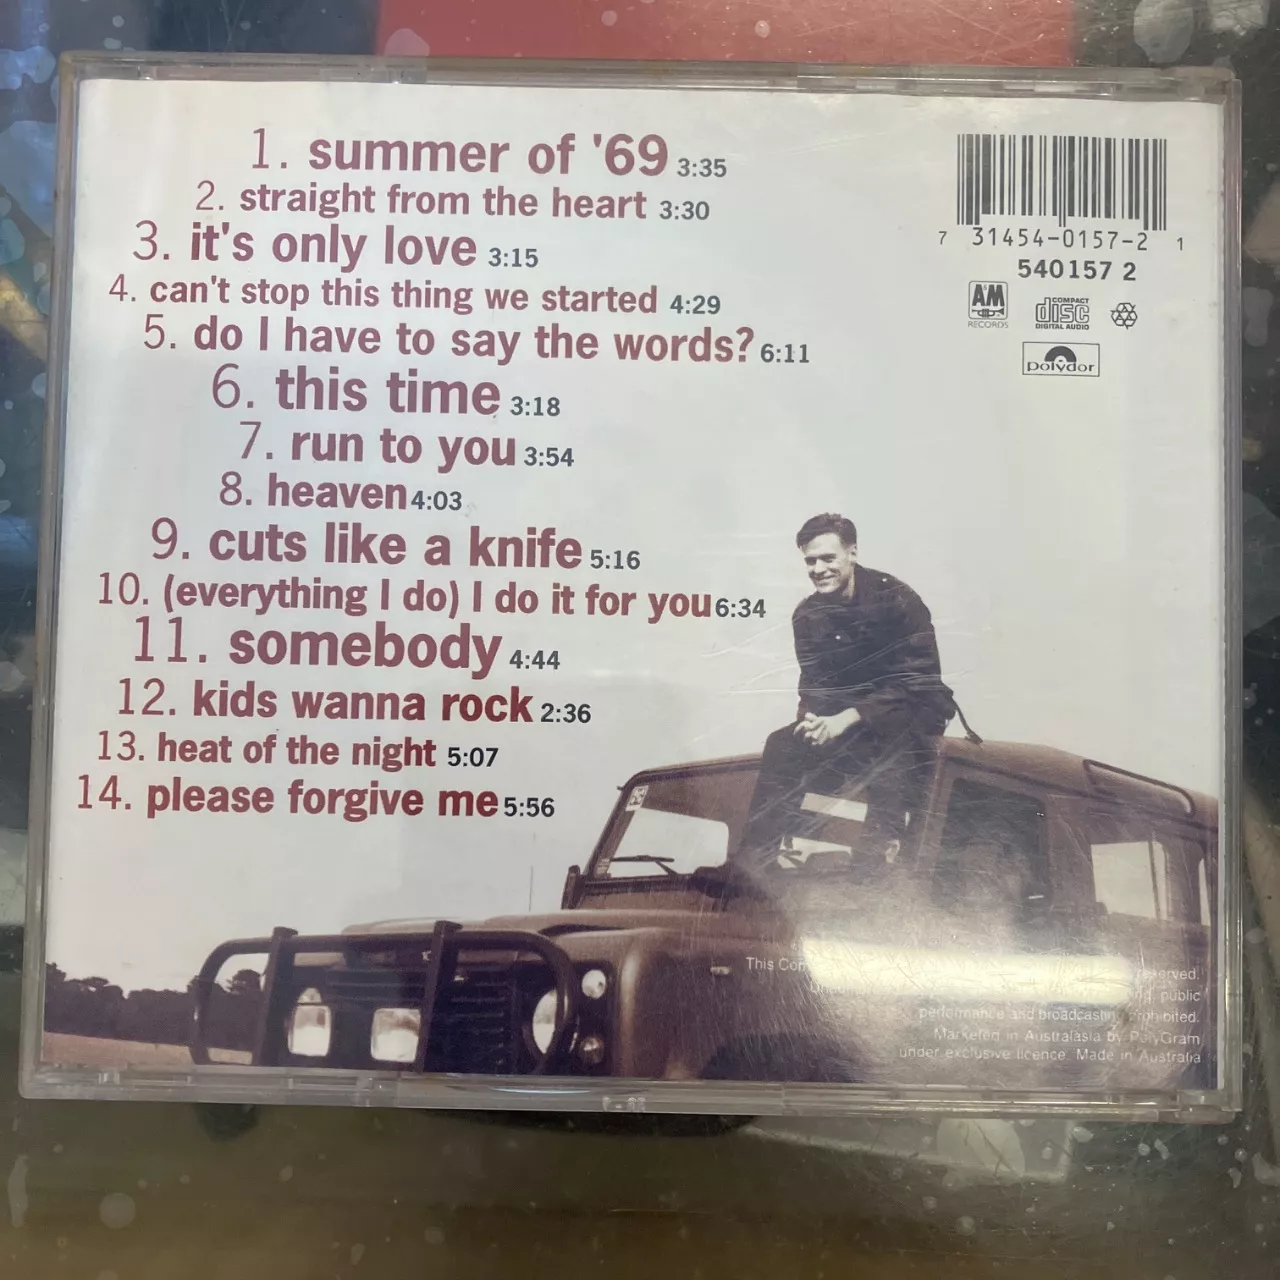 1. summer of '69 3:35
2. straight from the heart 3:30
3. it's only love 3:15
4. can't stop this thing we started 4:29
5. do I have to say the words? 6:11
6. this time 3:18
7. run to you 3:54
8. heaven 4:03
9. cuts like a knife 5:16
10. (everything I do) I do it for you 6:34
11. somebody 4:44
12. kids wanna rock 2:36
13. heat of the night 5:07
14. please forgive me 5:56
7 31454-0157-2 1
540157 2
A&M
RECORDS
COMPACT
disc
DIGITAL AUDIO
polydor
This
public
performance and broadcasting prohibited.
Marketed in Australasia by PolyGram
under exclusive licence. Made in Australia